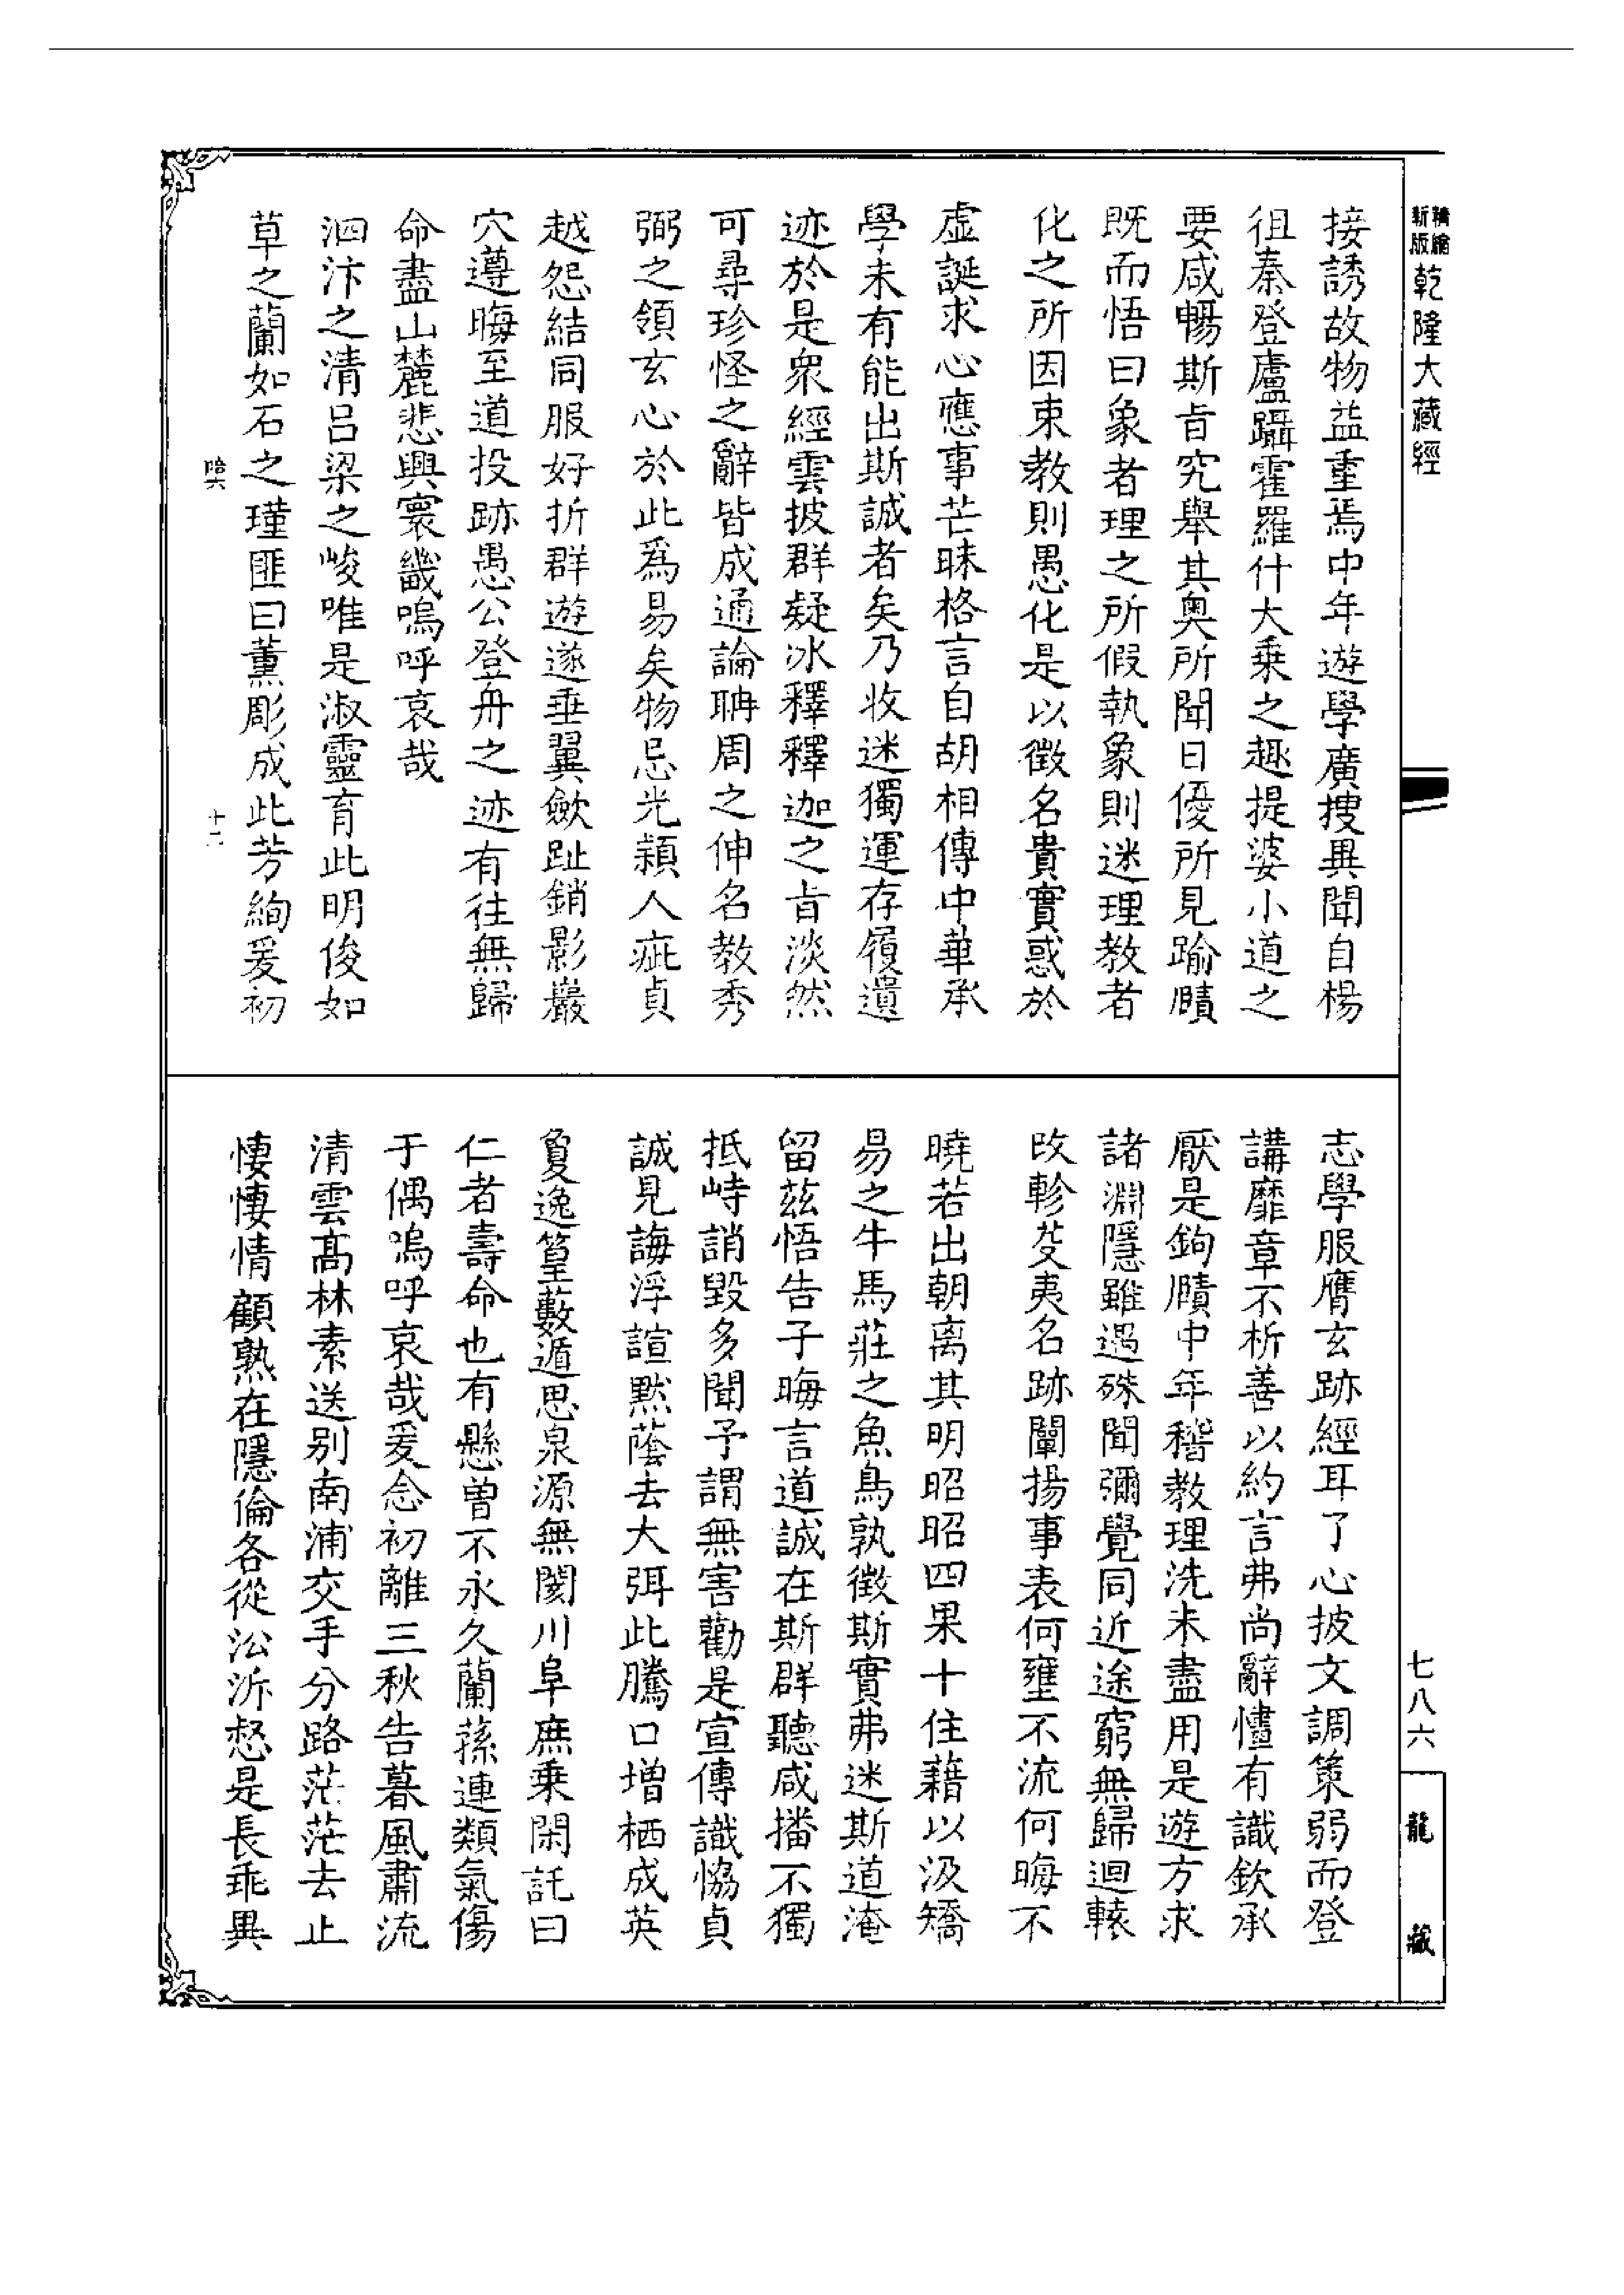 精縮
新版
乾隆大藏經
接誘故物益重焉中年遊學廣搜異聞自楊
徂秦登廬躡霍羅什大乗之趣提婆小道之
要咸暢斯㫖究舉其奧所聞日優所見踰賾
既而悟曰象者理之所假執象則迷理教者
化之所因束教則愚化是以徵名貴實惑於
虛誕求心應事芒昧格言自胡相傳中華承
學未有能出斯誠者矣乃收迷獨運存履遺
迹於是衆經雲披群疑冰釋釋迦之㫖淡然
可尋珍怪之辭皆成通論聃周之伸名教秀
弼之領玄心於此爲易矣物忌光穎人疵貞
越怨結同服好折群遊遂垂翼斂趾銷影巖
穴遵晦至道投跡愚公登舟之迹有往無歸
命盡山麓悲興寰畿嗚呼哀哉
泗汴之清呂梁之峻唯是淑靈育此明俊如
草之蘭如石之瑾匪曰薫彫成此芳絢爰初
志學服膺玄跡經耳了心披文調策弱而登
講靡章不析善以約言弗尚辭懂有識欽承
厭是鉤賾中年稽教理洗未盡用是遊方求
諸淵隱雖遇殊聞彌覺同近途窮無歸迴轅
改軫芟夷名跡闡揚事表何壅不流何晦不
曉若出朝离其明昭昭四果十住藉以汲矯
易之牛馬莊之魚鳥孰徵斯實弗迷斯道淹
留茲悟告子晦言道誠在斯群聽咸播不獨
抵峙誚毀多聞予謂無害勸是宣傳識恊貞
誠見誨浮諠黙蔭去大弭此騰口増栖成英
敻逸篁藪遁思泉源無閡川阜庶乗閑託曰
仁者壽命也有懸曽不永久蘭蓀連類氣傷
于偶嗚呼哀哉爰念初離三秋告暮風肅流
清雲髙林素送别南浦交手分路茫茫去止
悽悽情顧孰在隱倫各從㳂泝愁是長乖異
七八六
龍藏